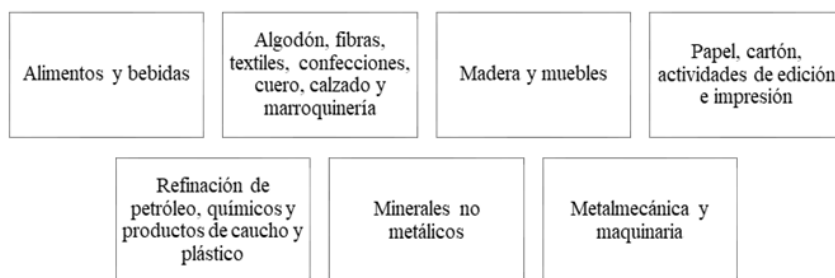 Alimentos y bebidas
Algodón, fibras,
textiles, confecciones,
cuero, calzado y
marroquinería
Madera y muebles
Papel, cartón,
actividades de edición
e impresión
Refinación de
petróleo, químicos y
productos de caucho y
plástico
Minerales no
metálicos
Metalmecánica y
maquinaria